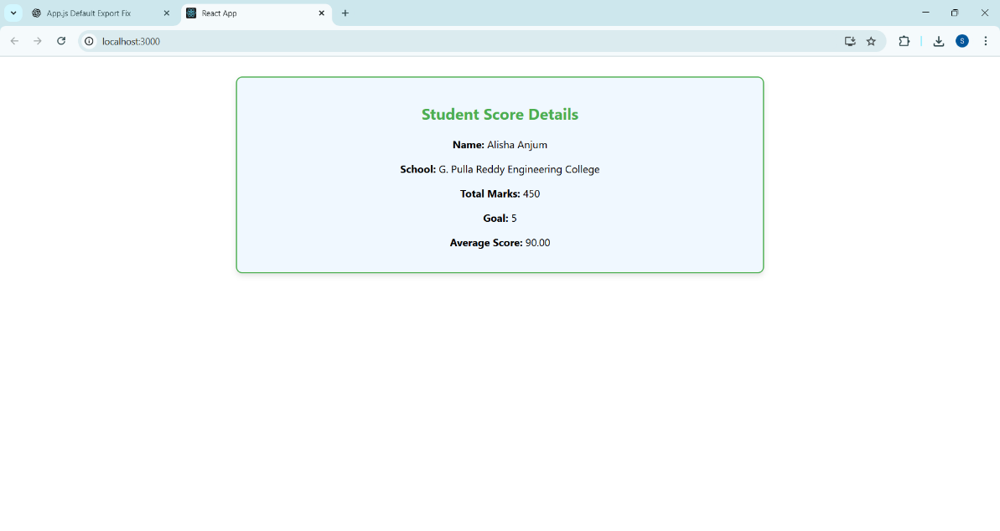 App.js Default Export Fix
React App
localhost:3000
S
Student Score Details
Name: Alisha Anjum
School: G. Pulla Reddy Engineering College
Total Marks: 450
Goal: 5
Average Score: 90.00